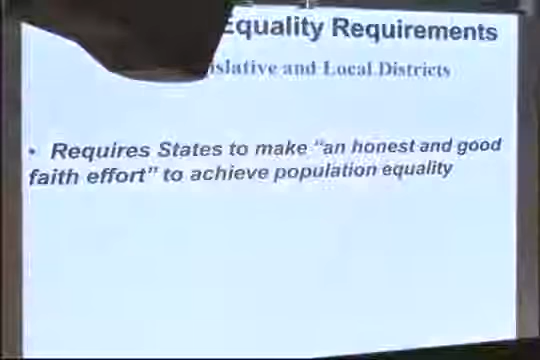 Equality Requirements
islative and Local Districts
• Requires States to make "an honest and good
faith effort" to achieve population equality